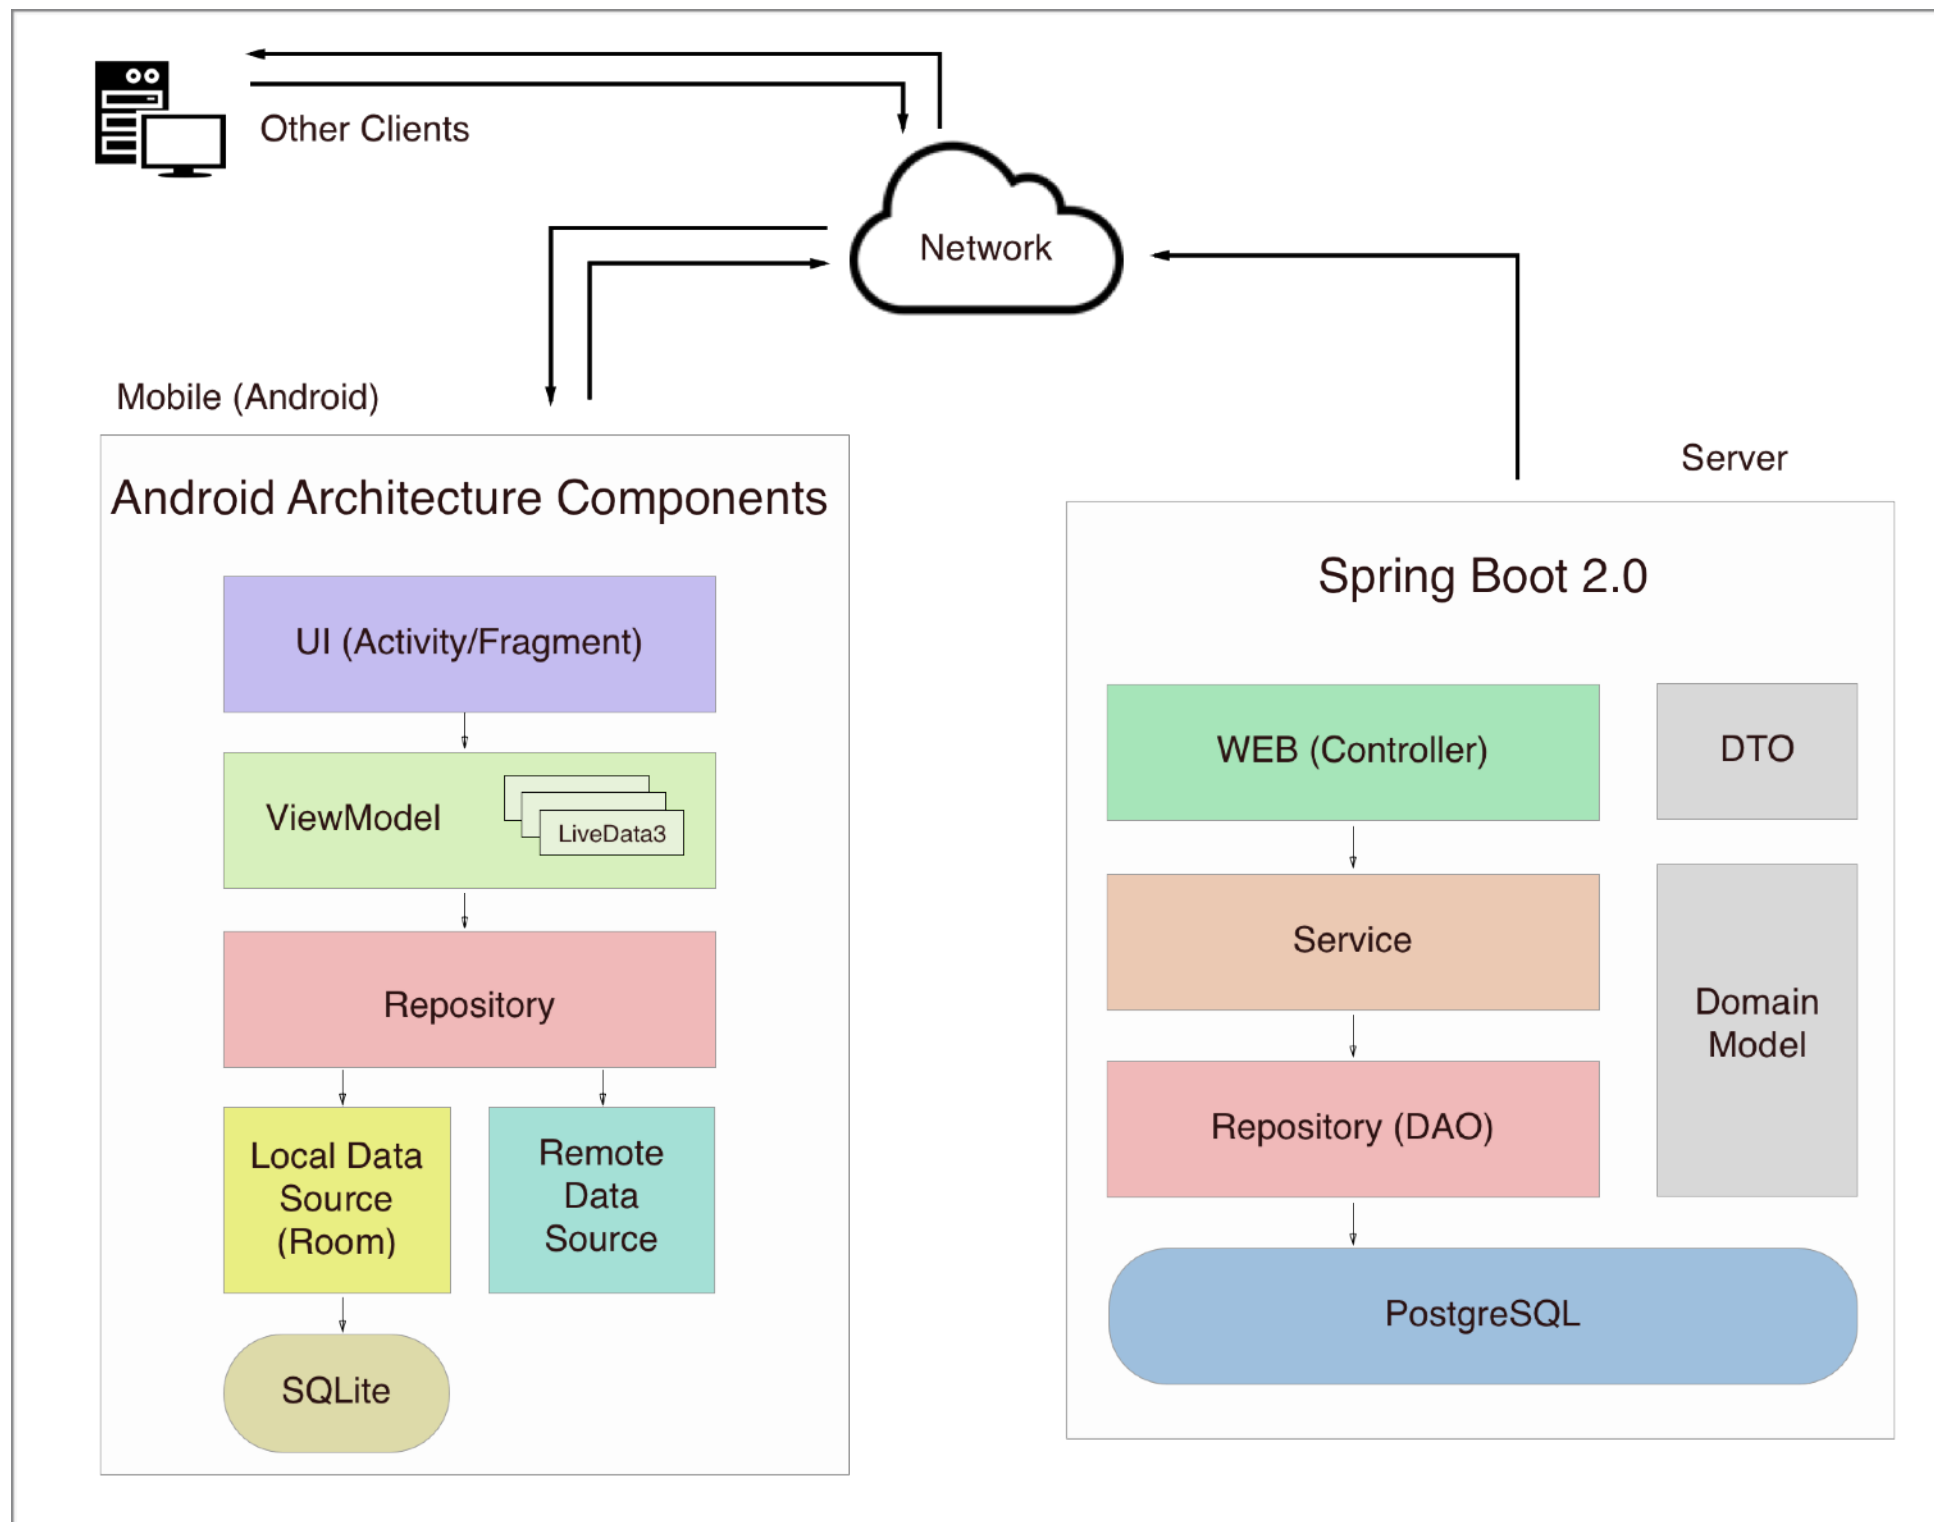 Other Clients
Network
Mobile (Android)
Android Architecture Components
UI (Activity/Fragment)
ViewModel
LiveData3
Repository
Local Data
Source
(Room)
Remote
Data
Source
SQLite
Server
Spring Boot 2.0
WEB (Controller)
DTO
Service
Domain
Model
Repository (DAO)
PostgreSQL